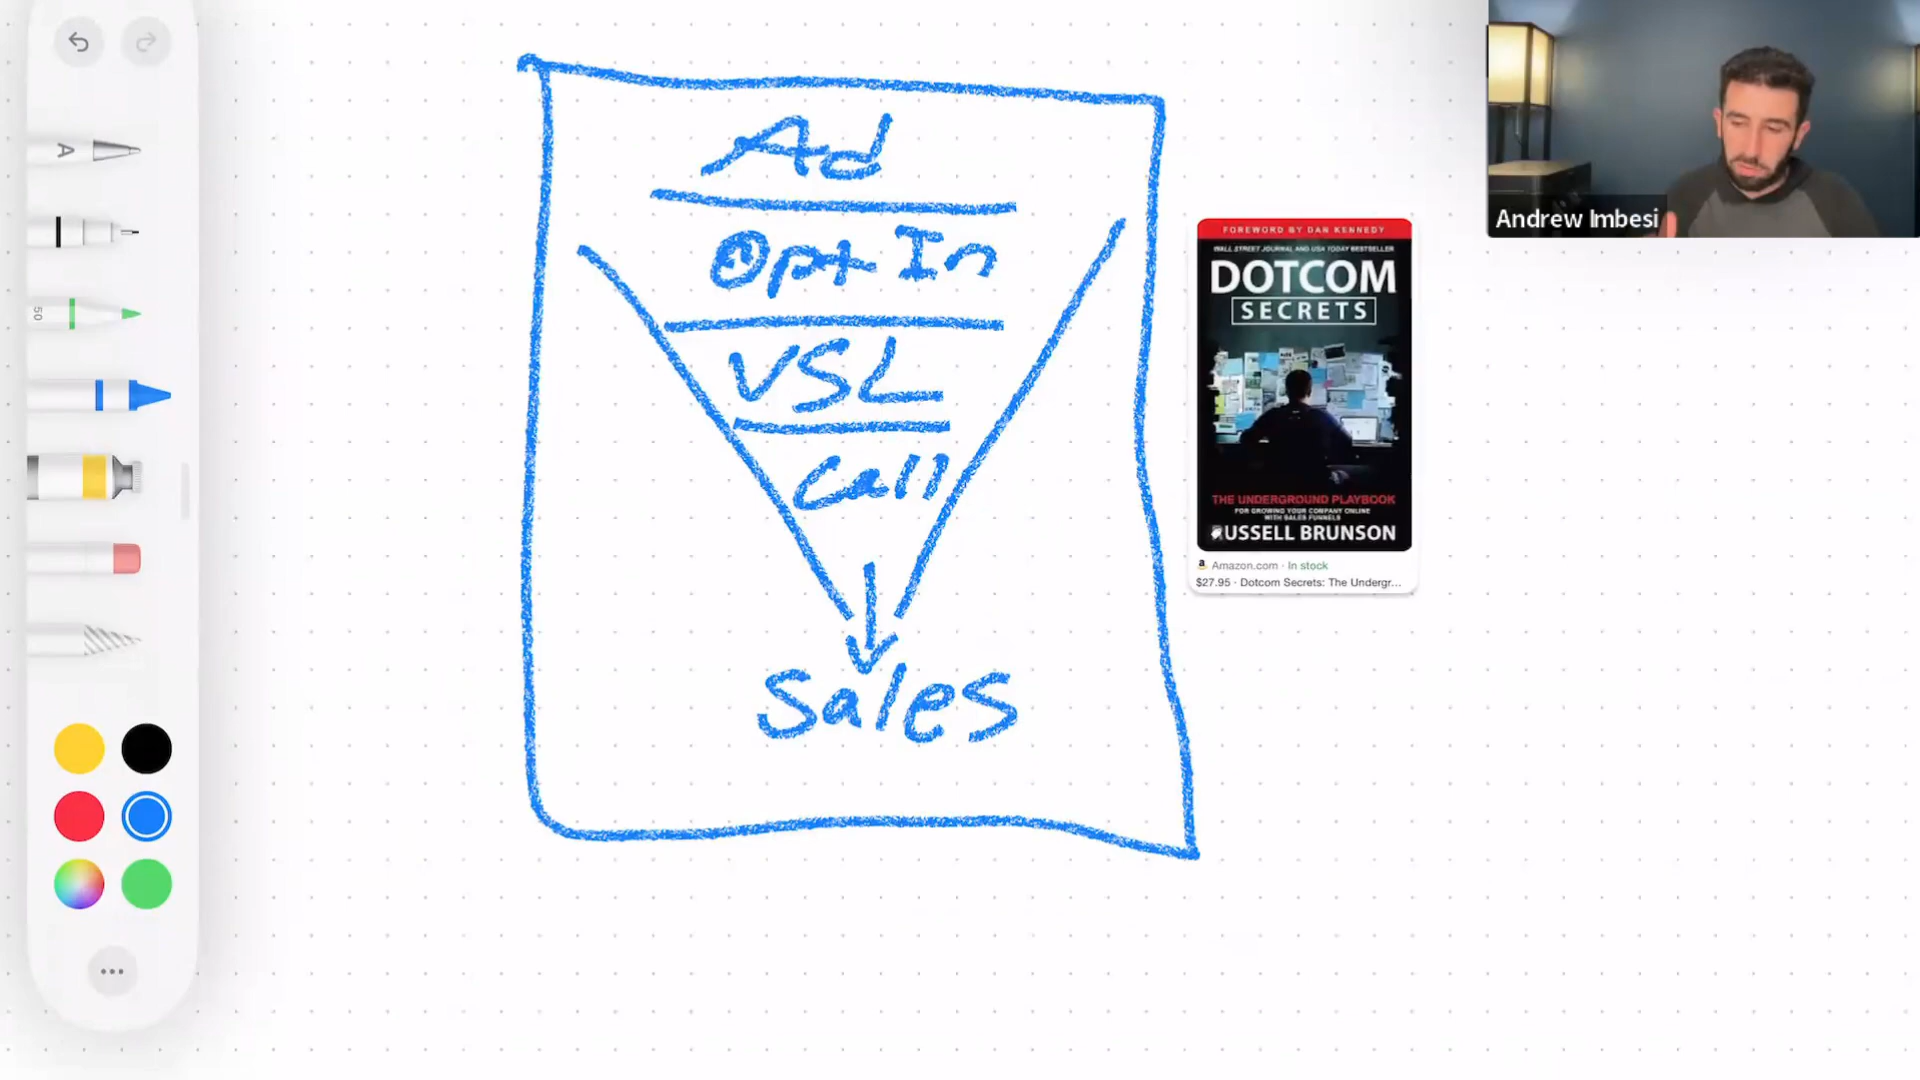 Ad
Opt In
VSL
Call
Sales
FOREWORD BY DAN KENNEDY
WALL STREET JOURNAL AND USA TODAY BESTSELLER
DOTCOM
SECRETS
THE UNDERGROUND PLAYBOOK
FOR GROWING YOUR COMPANY ONLINE
WITH SALES FUNNELS
USSELL BRUNSON
a Amazon.com · In stock
$27.95 · Dotcom Secrets: The Undergr...
Andrew Imbesi
A
50